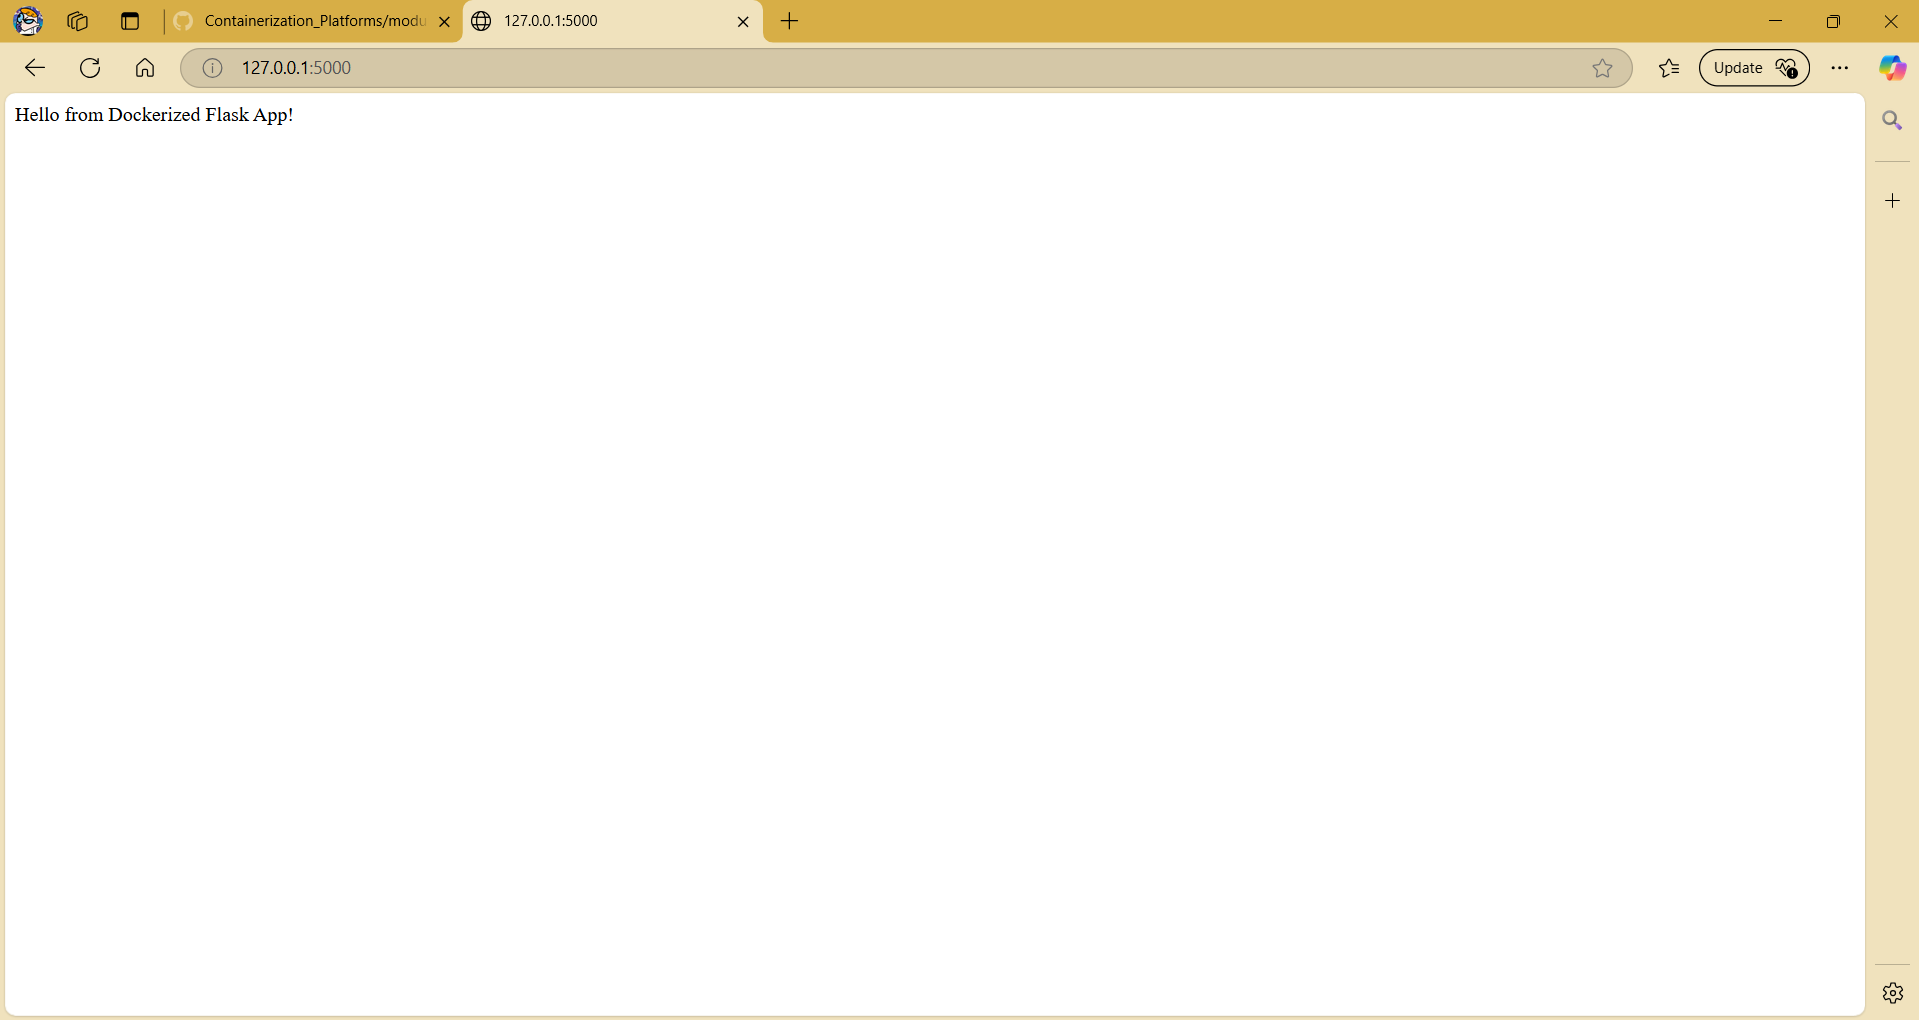 Containerization_Platforms/modu
127.0.0.1:5000
127.0.0.1:5000
Update
Hello from Dockerized Flask App!